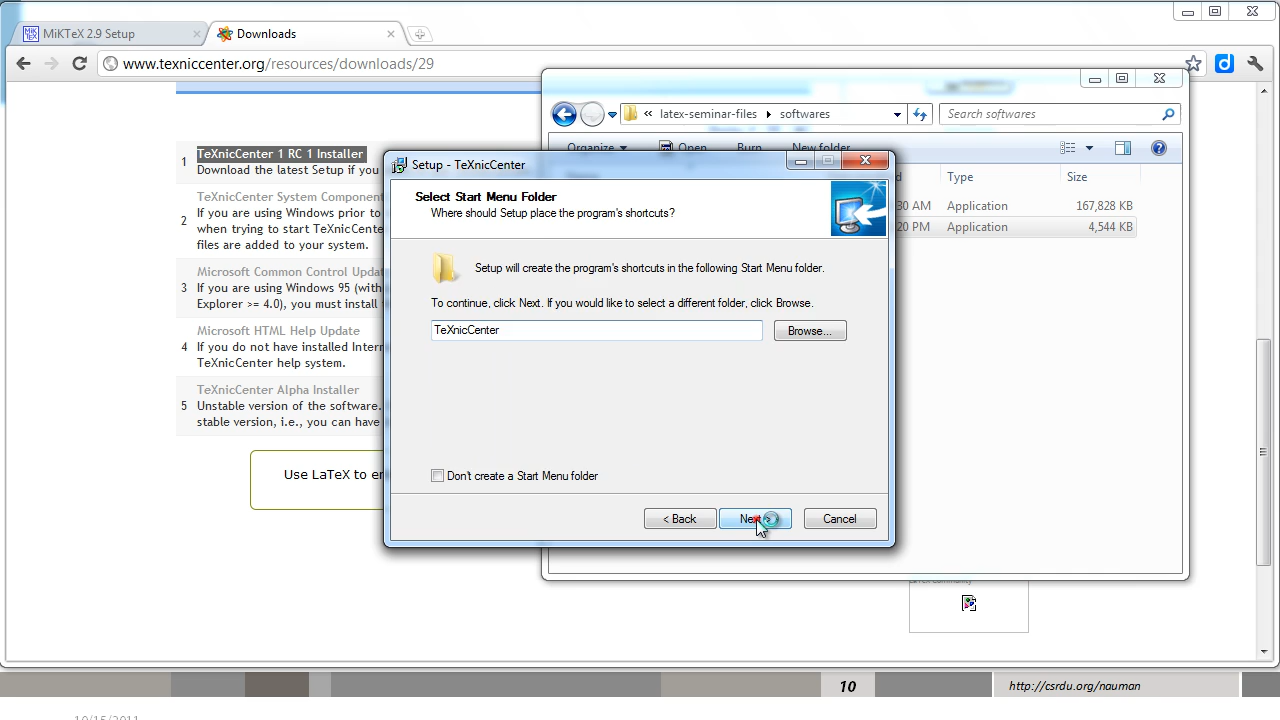 MiKTeX 2.9 Setup
Downloads
www.texniccenter.org/resources/downloads/29
« latex-seminar-files ▸ softwares
Search softwares
Organize
Open
Burn
New folder
Type
Size
30 AM
Application
167,828 KB
20 PM
Application
4,544 KB
1
TeXnicCenter 1 RC 1 Installer
Download the latest Setup if you
2
TeXnicCenter System Component
If you are using Windows prior to
when trying to start TeXnicCente
files are added to your system.
3
Microsoft Common Control Upda
If you are using Windows 95 (with
Explorer >= 4.0), you must install
4
Microsoft HTML Help Update
If you do not have installed Inter
TeXnicCenter help system.
5
TeXnicCenter Alpha Installer
Unstable version of the software.
stable version, i.e., you can have
Use LaTeX to en
Setup - TeXnicCenter
Select Start Menu Folder
Where should Setup place the program's shortcuts?
Setup will create the program's shortcuts in the following Start Menu folder.
To continue, click Next. If you would like to select a different folder, click Browse.
TeXnicCenter
Browse...
Don't create a Start Menu folder
< Back
Next >
Cancel
10
http://csrdu.org/nauman
10/15/2011